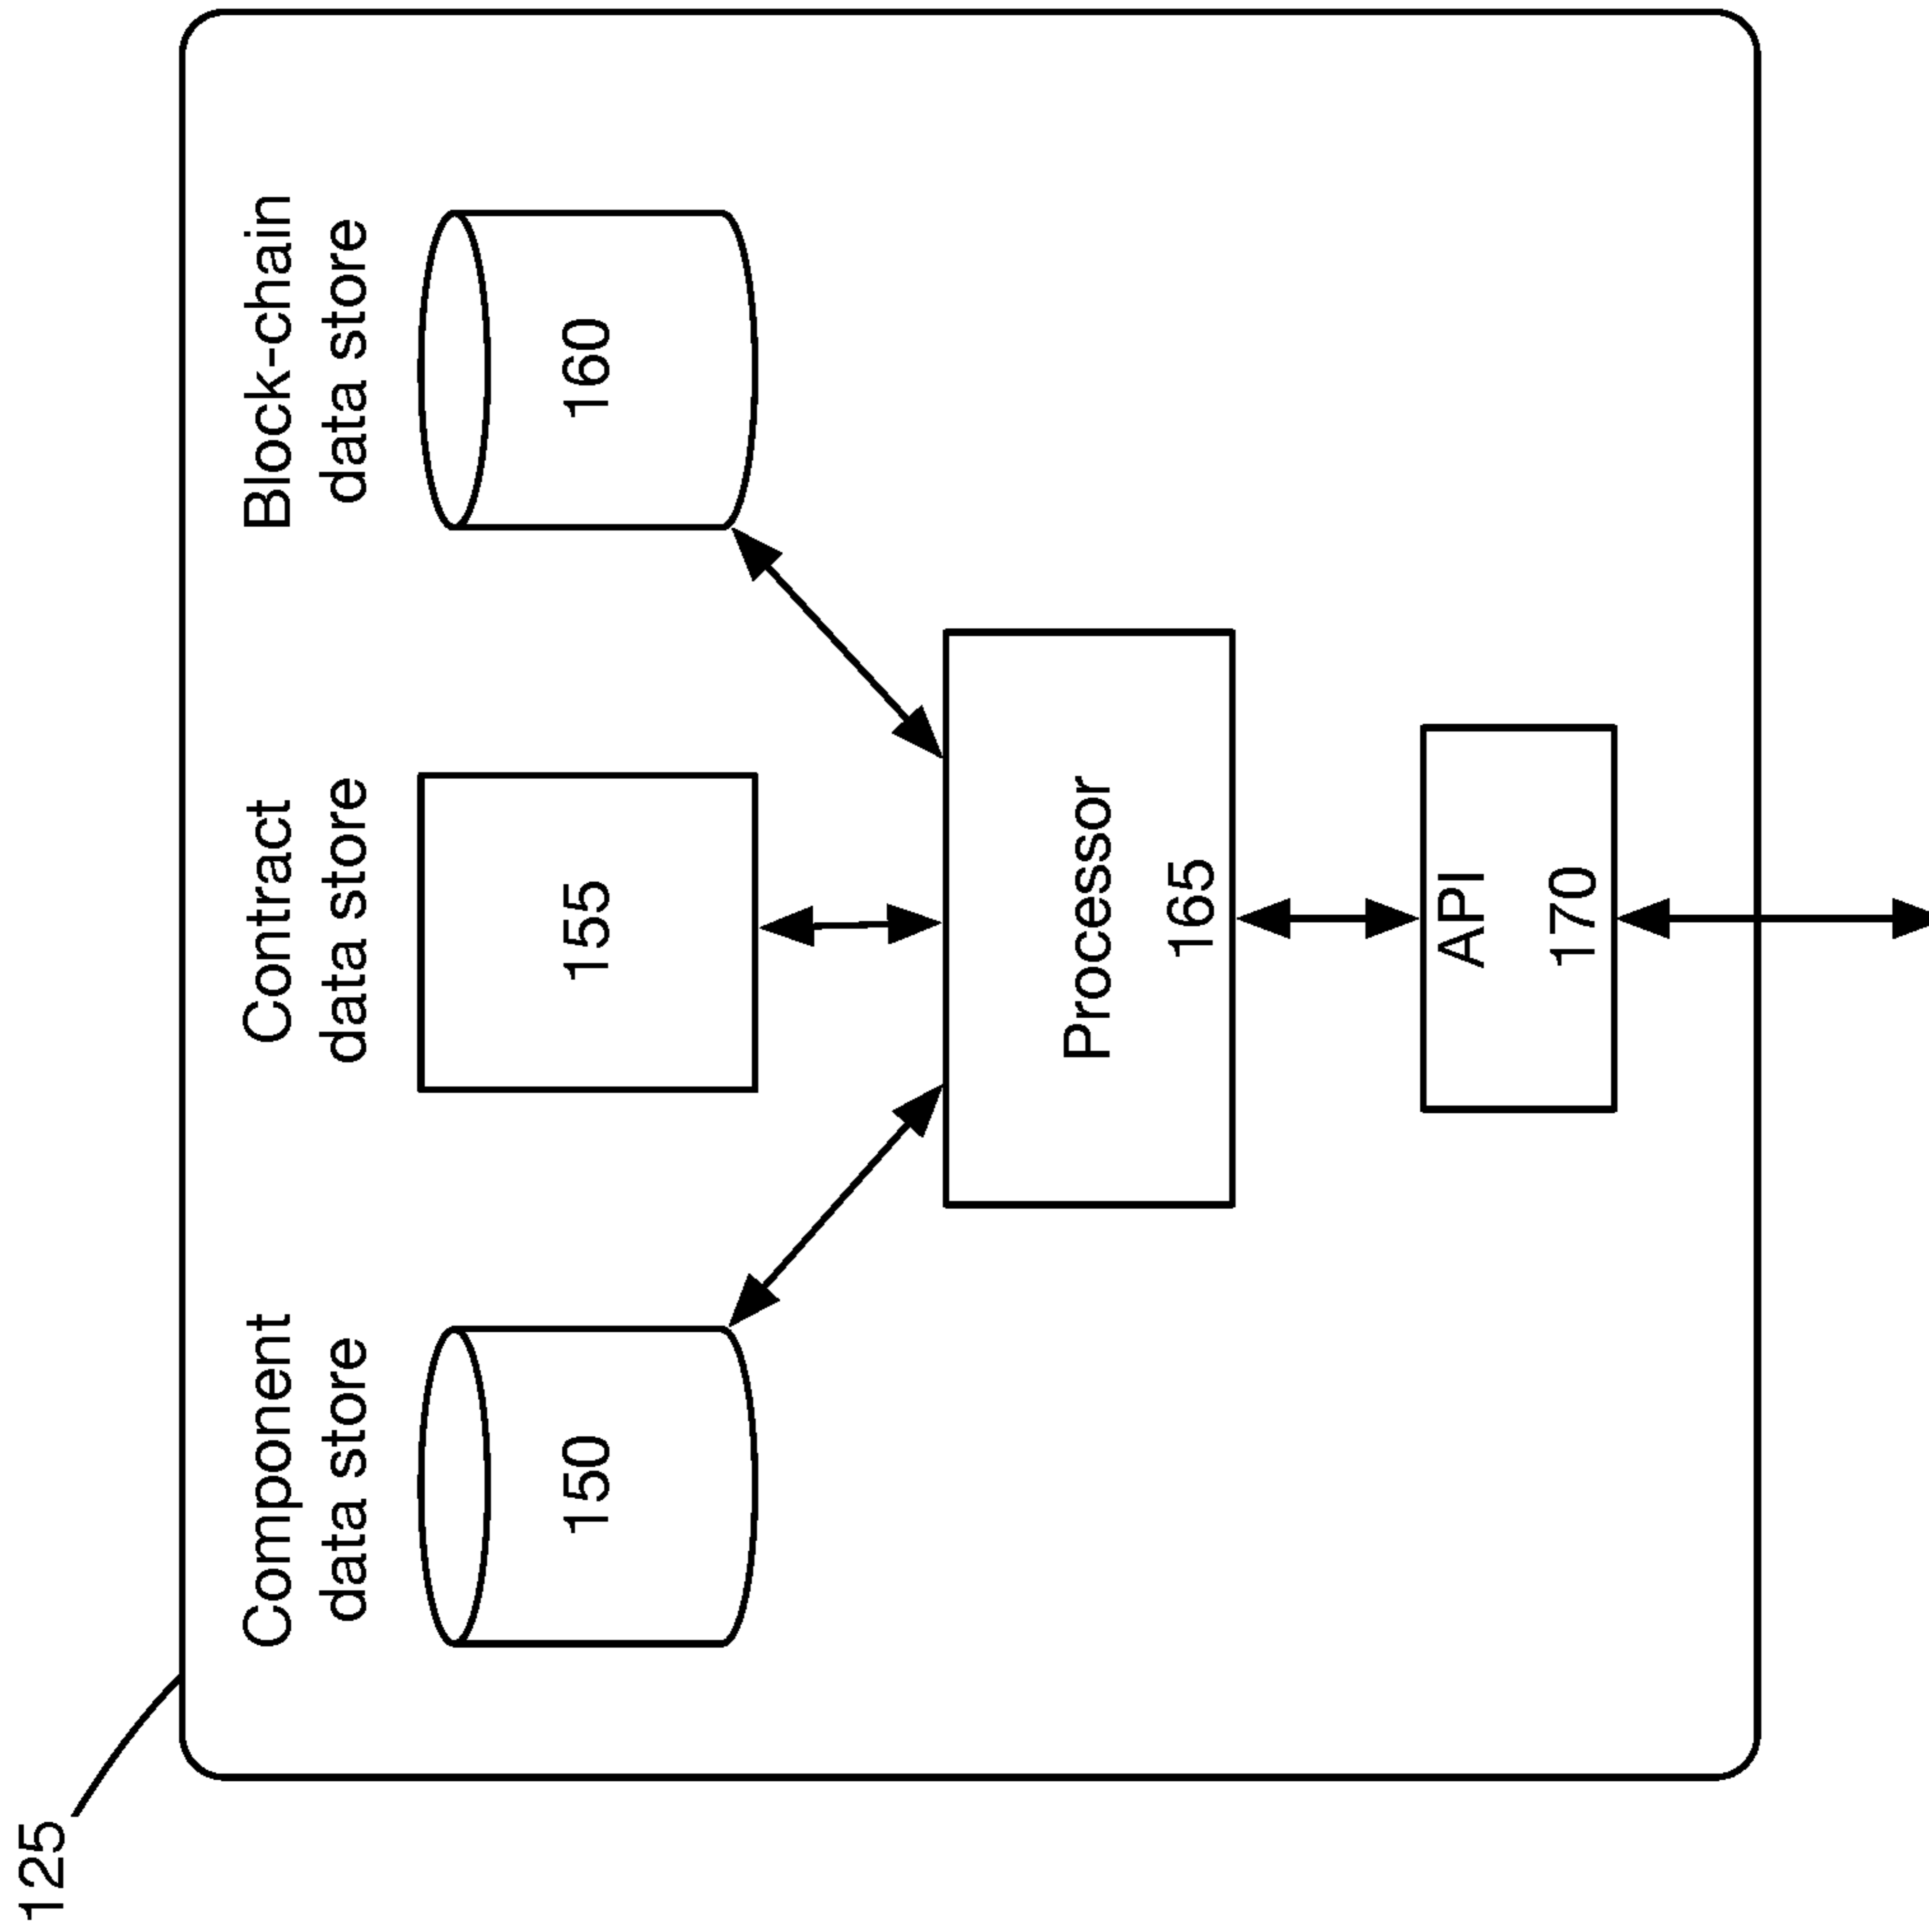 125
Component
data store
Contract
data store
Block-chain
data store
150
155
160
Processor
165
API
170